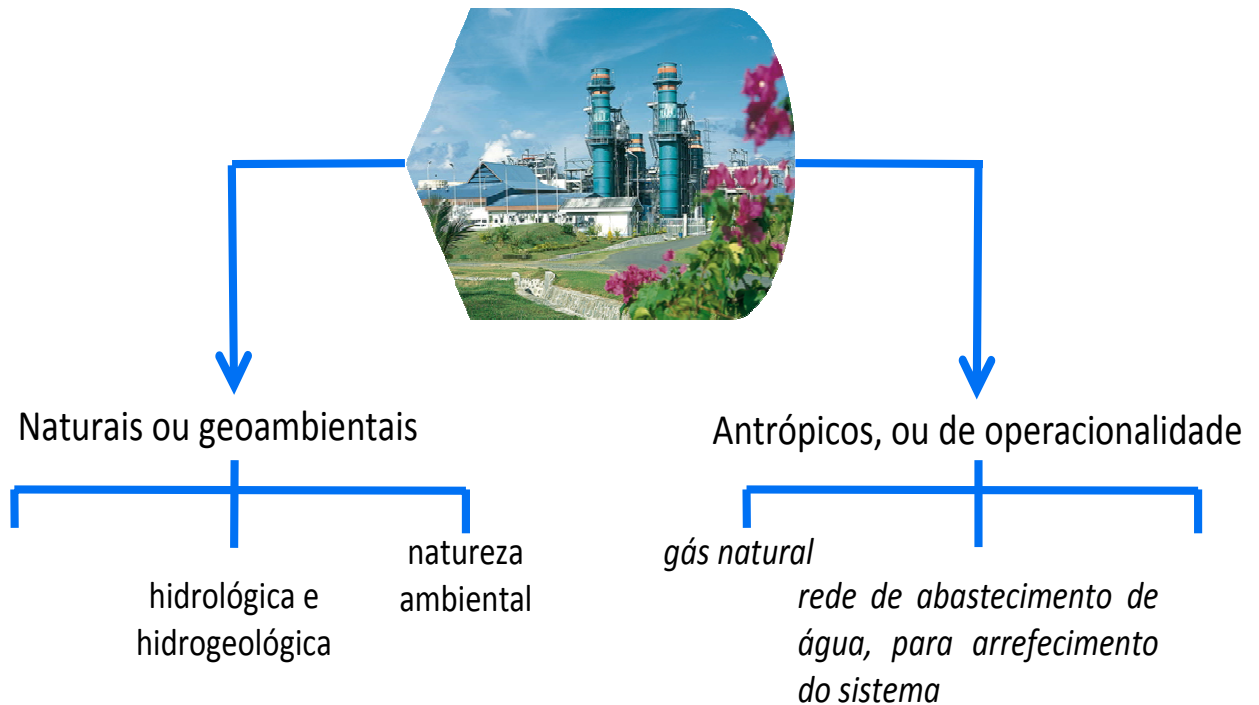 Naturais ou geoambientais
Antrópicos, ou de operacionalidade
natureza
ambiental
hidrológica e
hidrogeológica
gás natural
rede de abastecimento de
água, para arrefecimento
do sistema